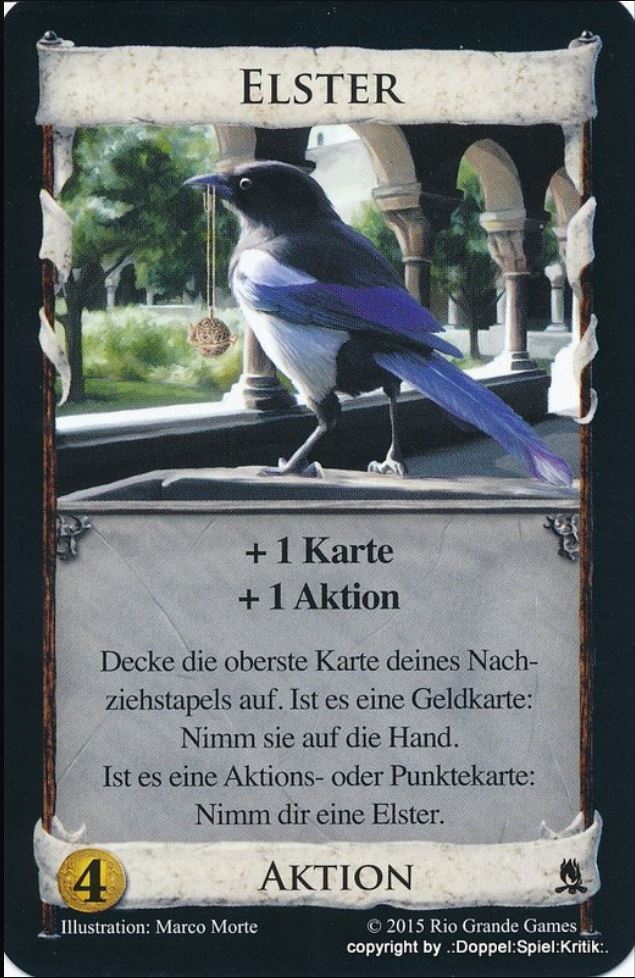 ELSTER
+ 1 Karte
+ 1 Aktion
Decke die oberste Karte deines Nach-
ziehstapels auf. Ist es eine Geldkarte:
Nimm sie auf die Hand.
Ist es eine Aktions- oder Punktekarte:
Nimm dir eine Elster.
4
AKTION
Illustration: Marco Morte
© 2015 Rio Grande Games
copyright by .:Doppel:Spiel:Kritik:.